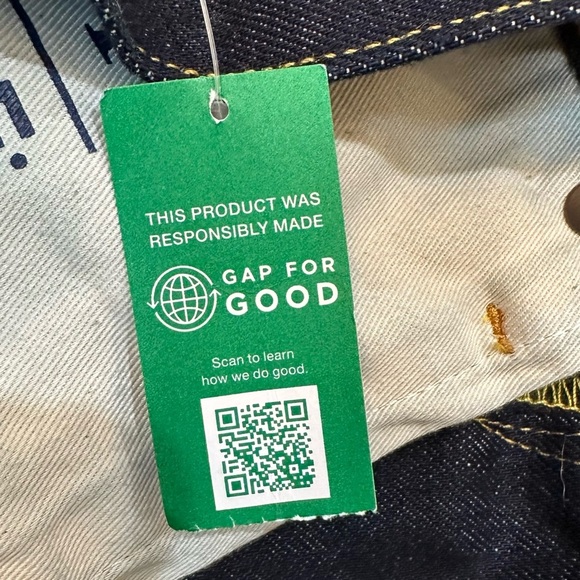 THIS PRODUCT WAS
RESPONSIBLY MADE
GAP FOR
GOOD
Scan to learn
how we do good.